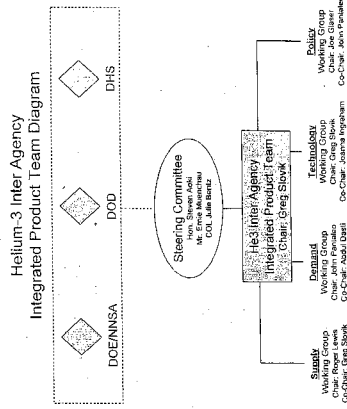 Helium-3 Inter Agency
Integrated Product Team Diagram
DOE/NNSA
DOD
DHS
Steering Committee
Hon. Steven Aoki
Mr. Ernie Muenchau
COL Julie Bentz
He3 Inter Agency
Integrated Product Team
Chair: Greg Slovik
Supply
Working Group
Chair: Roger Lewis
Co-Chair: Greg Slovik
Demand
Working Group
Chair: John Pantaleo
Co-Chair: Abdul Dasti
Technology
Working Group
Chair: Greg Slovik
Co-Chair: Joanna Ingraham
Policy
Working Group
Chair: Joe Glaser
Co-Chair: John Pantaleo